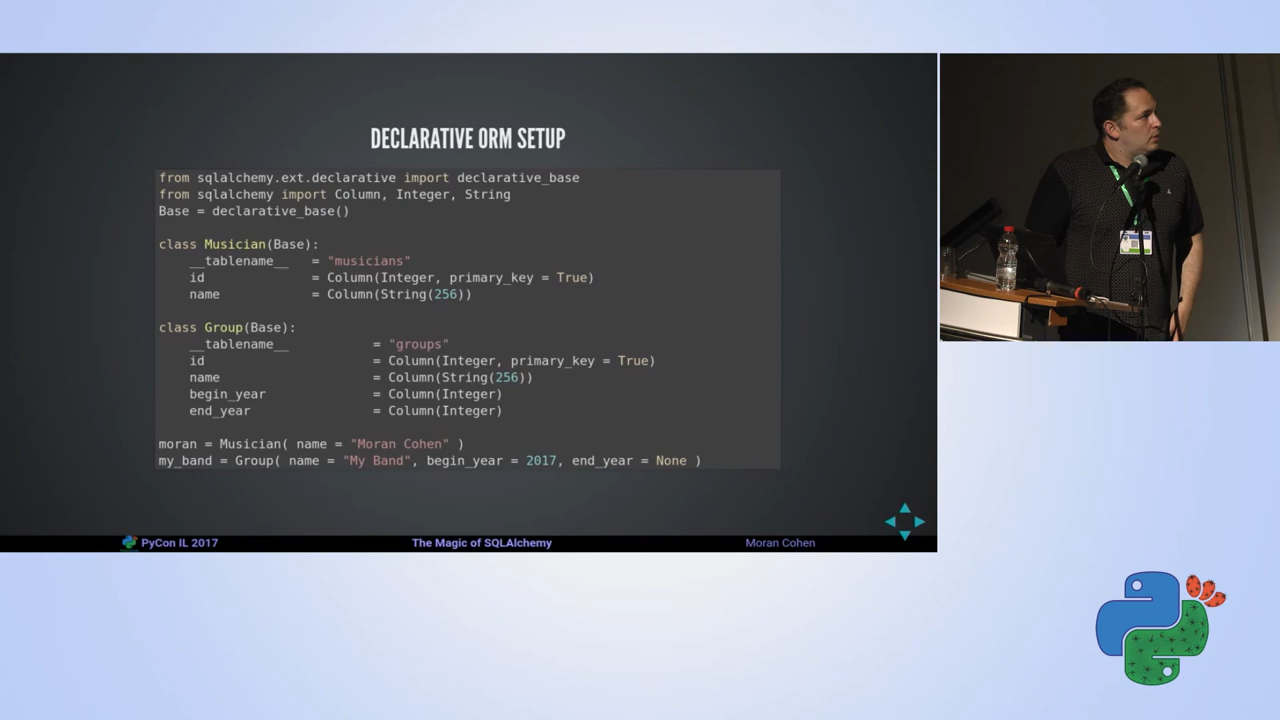 DECLARATIVE ORM SETUP
from sqlalchemy.ext.declarative import declarative_base
from sqlalchemy import Column, Integer, String
Base = declarative_base()
class Musician(Base):
__tablename__ = "musicians"
id = Column(Integer, primary_key = True)
name = Column(String(256))
class Group(Base):
__tablename__ = "groups"
id = Column(Integer, primary_key = True)
name = Column(String(256))
begin_year = Column(Integer)
end_year = Column(Integer)
moran = Musician( name = "Moran Cohen" )
my_band = Group( name = "My Band", begin_year = 2017, end_year = None )
PyCon IL 2017 The Magic of SQLAlchemy Moran Cohen